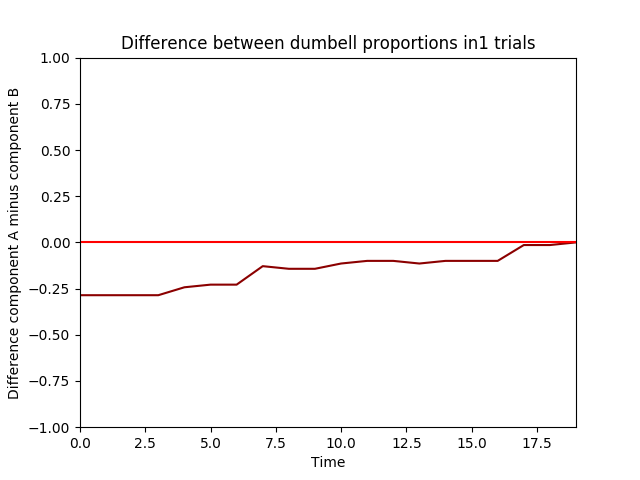 Difference between dumbell proportions in1 trials
Difference component A minus component B
1.00
0.75
0.50
0.25
0.00
−0.25
−0.50
−0.75
−1.00
0.0 2.5 5.0 7.5 10.0 12.5 15.0 17.5
Time